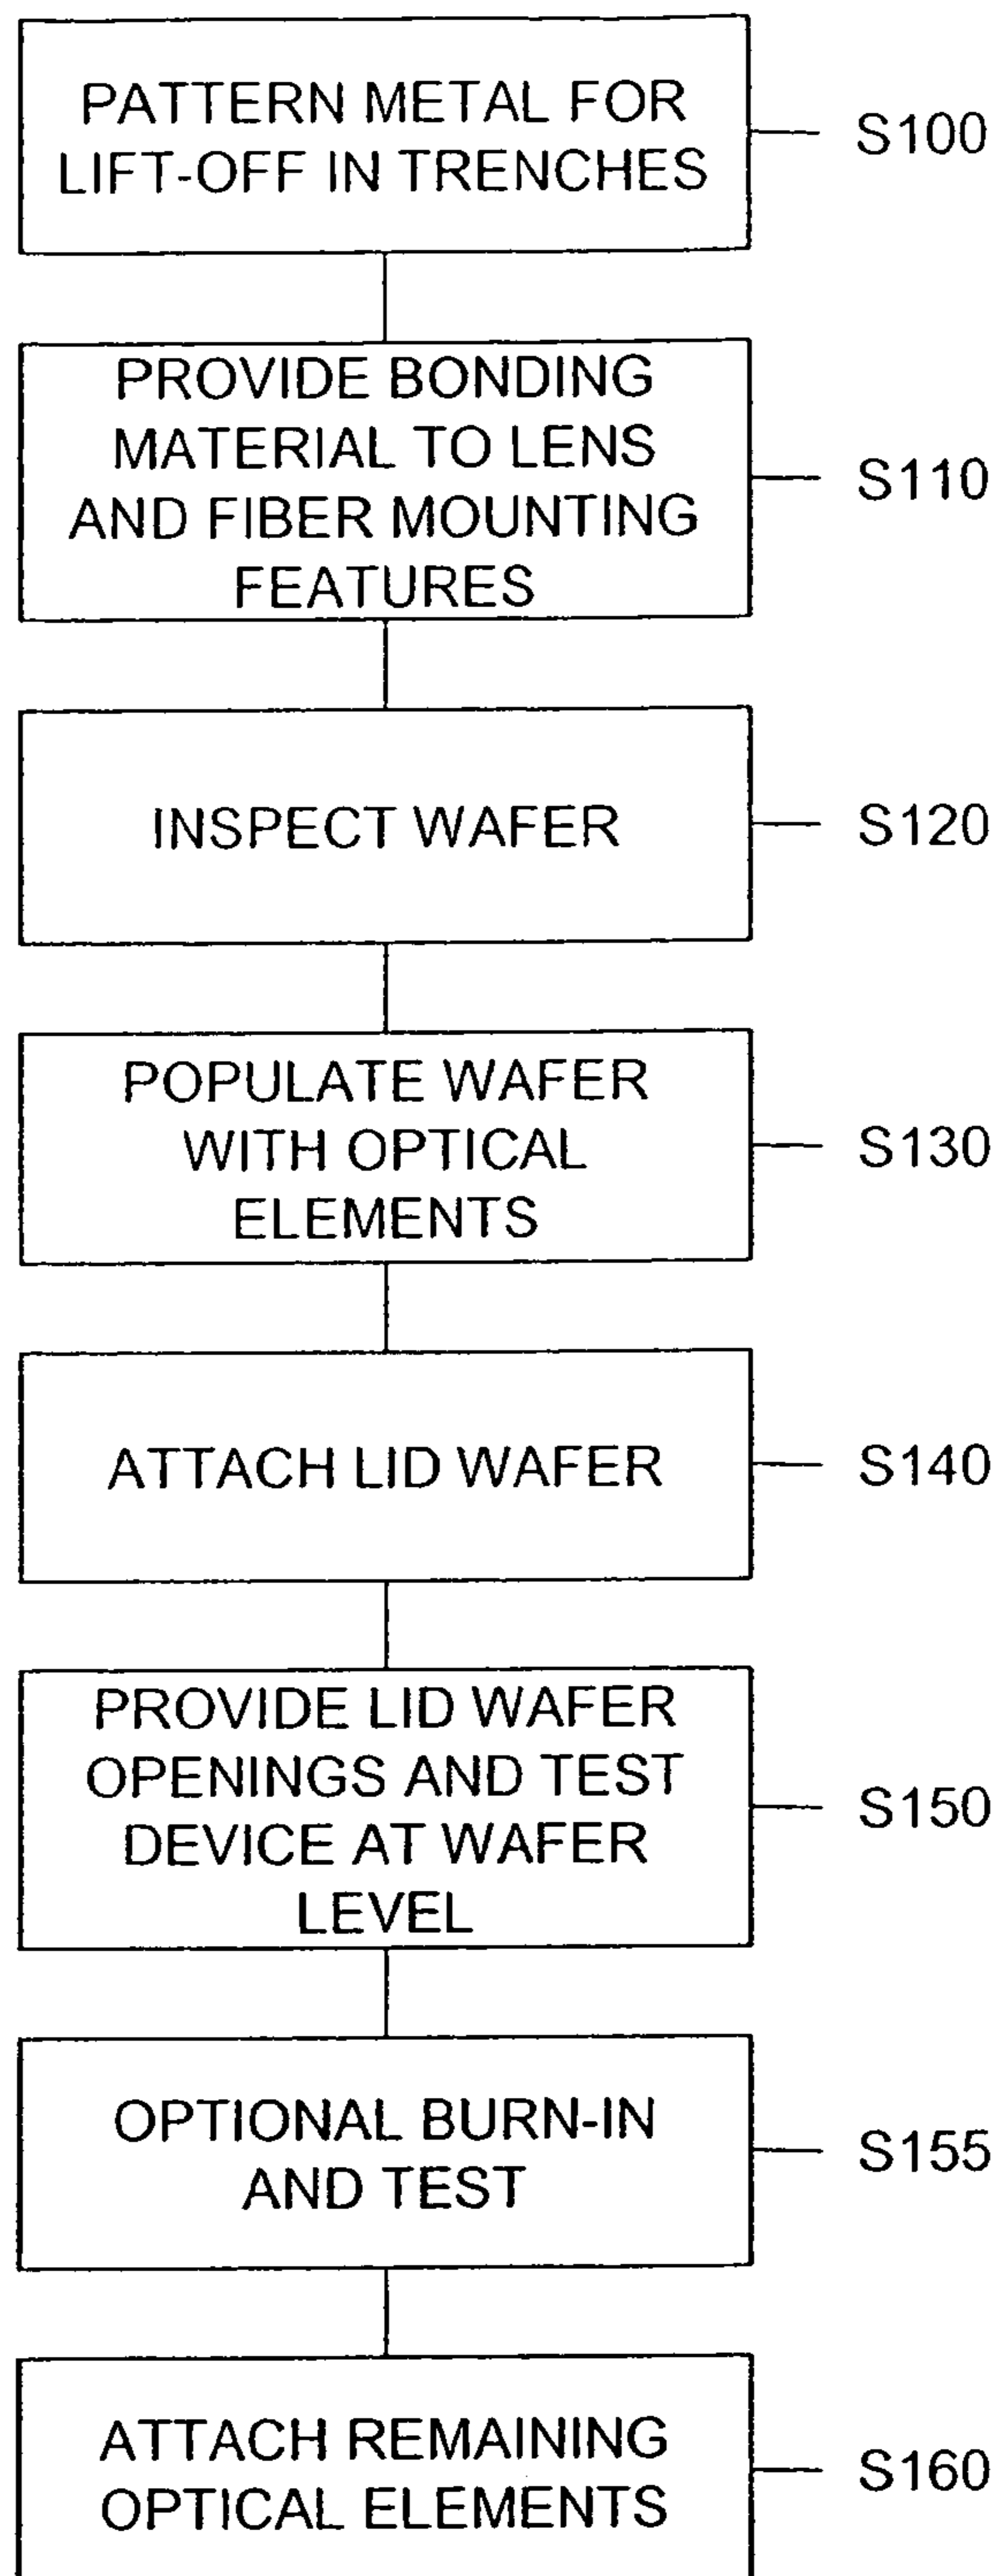 PATTERN METAL FOR
LIFT-OFF IN TRENCHES
S100
PROVIDE BONDING
MATERIAL TO LENS
AND FIBER MOUNTING
FEATURES
S110
INSPECT WAFER
S120
POPULATE WAFER
WITH OPTICAL
ELEMENTS
S130
ATTACH LID WAFER
S140
PROVIDE LID WAFER
OPENINGS AND TEST
DEVICE AT WAFER
LEVEL
S150
OPTIONAL BURN-IN
AND TEST
S155
ATTACH REMAINING
OPTICAL ELEMENTS
S160